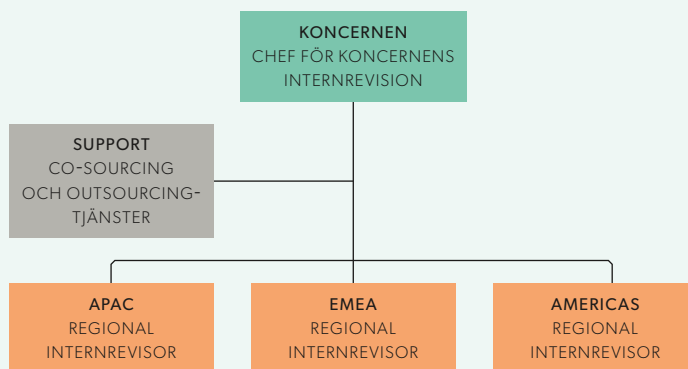 KONCERNEN
CHEF FÖR KONCERNENS
INTERNREVISION
SUPPORT
CO-SOURCING
OCH OUTSOURCING-
TJÄNSTER
APAC
REGIONAL
INTERNREVISOR
EMEA
REGIONAL
INTERNREVISOR
AMERICAS
REGIONAL
INTERNREVISOR